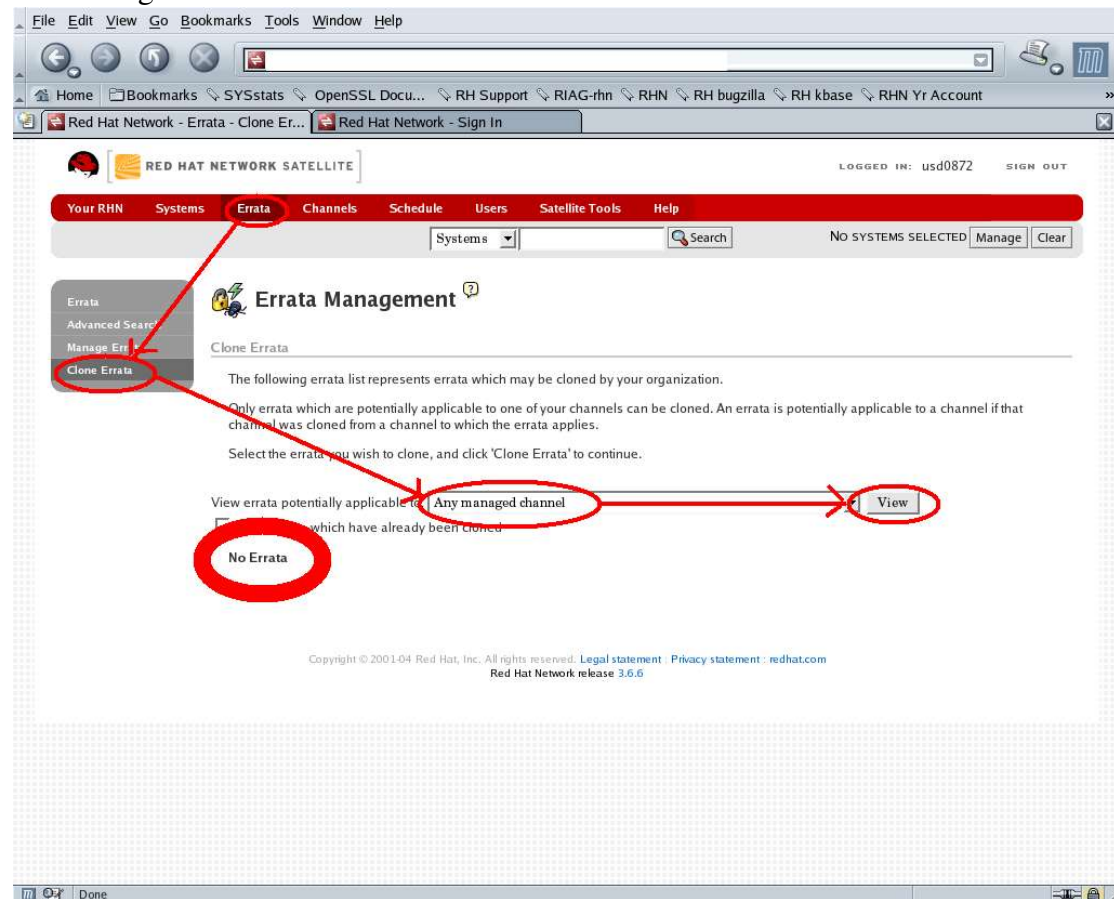 File Edit View Go Bookmarks Tools Window Help
Home Bookmarks SYSstats OpenSSL Docu... RH Support RIAG-rhn RHN RH bugzilla RH kbase RHN Yr Account »
Red Hat Network - Errata - Clone Er... Red Hat Network - Sign In
RED HAT NETWORK SATELLITE LOGGED IN: usd0872 SIGN OUT
Your RHN Systems Errata Channels Schedule Users Satellite Tools Help
Systems Search NO SYSTEMS SELECTED Manage Clear
Errata
Advanced Search
Manage Errata
Clone Errata
Errata Management ?
Clone Errata
The following errata list represents errata which may be cloned by your organization.
Only errata which are potentially applicable to one of your channels can be cloned. An errata is potentially applicable to a channel if that
channel was cloned from a channel to which the errata applies.
Select the errata you wish to clone, and click 'Clone Errata' to continue.
View errata potentially applicable to Any managed channel View
which have already been cloned
No Errata
Copyright © 2001-04 Red Hat, Inc. All rights reserved. Legal statement : Privacy statement : redhat.com
Red Hat Network release 3.6.6
Done